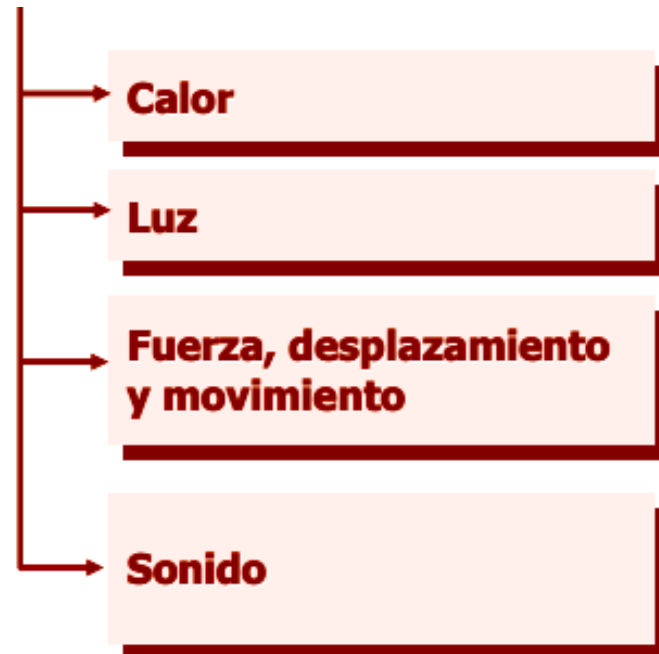 Calor
Luz
Fuerza, desplazamiento
y movimiento
Sonido